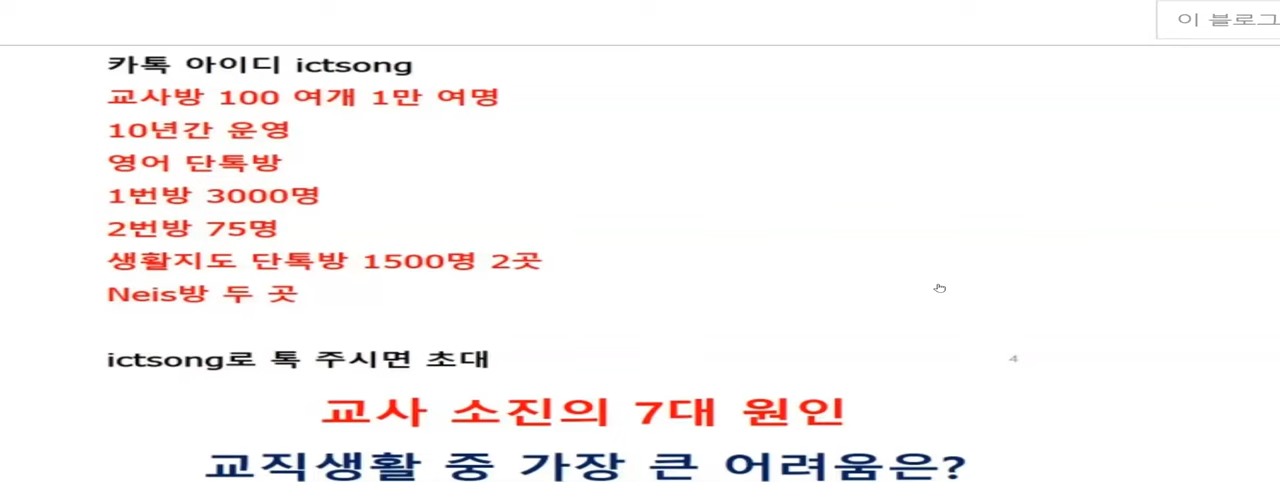 이 블로그
카톡 아이디 ictsong
교사방 100 여개 1만 여명
10년간 운영
영어 단톡방
1번방 3000명
2번방 75명
생활지도 단톡방 1500명 2곳
Neis방 두 곳
ictsong로 톡 주시면 초대
4
교사 소진의 7대 원인
교직생활 중 가장 큰 어려움은?